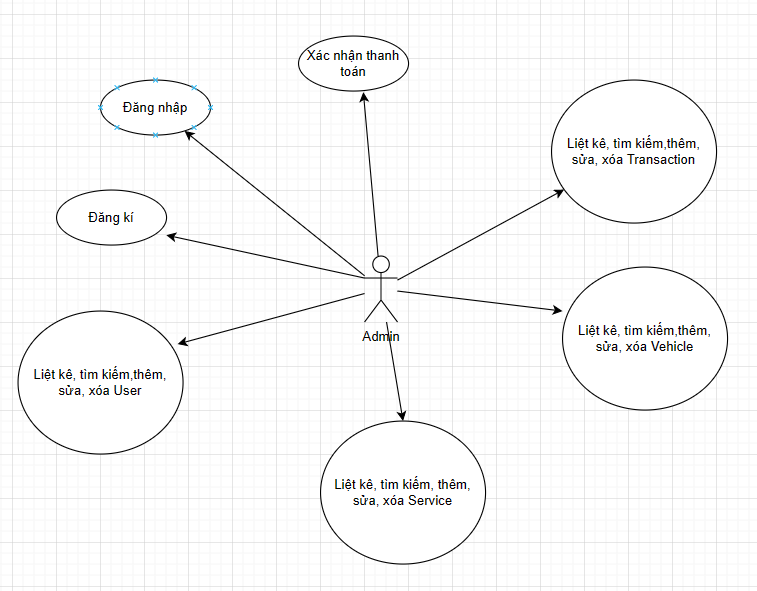 Xác nhận thanh
toán
Đăng nhập
Liệt kê, tìm kiếm,thêm,
sửa, xóa Transaction
Đăng kí
Admin
Liệt kê, tìm kiếm,thêm,
sửa, xóa Vehicle
Liệt kê, tìm kiếm,thêm,
sửa, xóa User
Liệt kê, tìm kiếm, thêm,
sửa, xóa Service